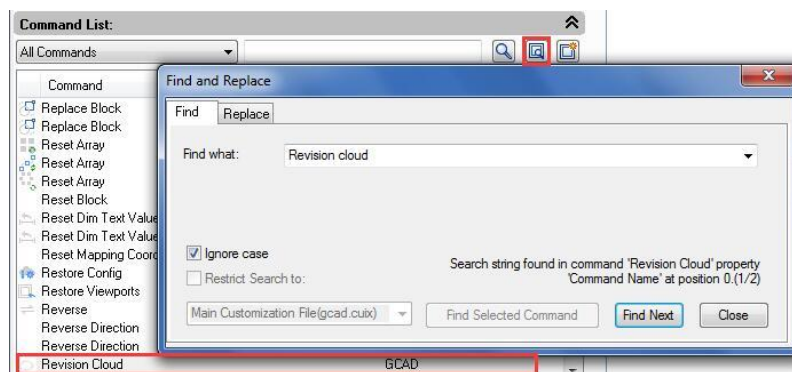 Command List:
All Commands
Command
Find and Replace
Find
Replace
Find what:
Revision cloud
Ignore case
Restrict Search to:
Search string found in command 'Revision Cloud' property
'Command Name' at position 0.(1/2)
Main Customization File(gcad.cuix)
Find Selected Command
Find Next
Close
Replace Block
Replace Block
Reset Array
Reset Array
Reset Array
Reset Block
Reset Dim Text Value
Reset Dim Text Value
Reset Mapping Coord
Restore Config
Restore Viewports
Reverse
Reverse Direction
Reverse Direction
Revision Cloud GCAD